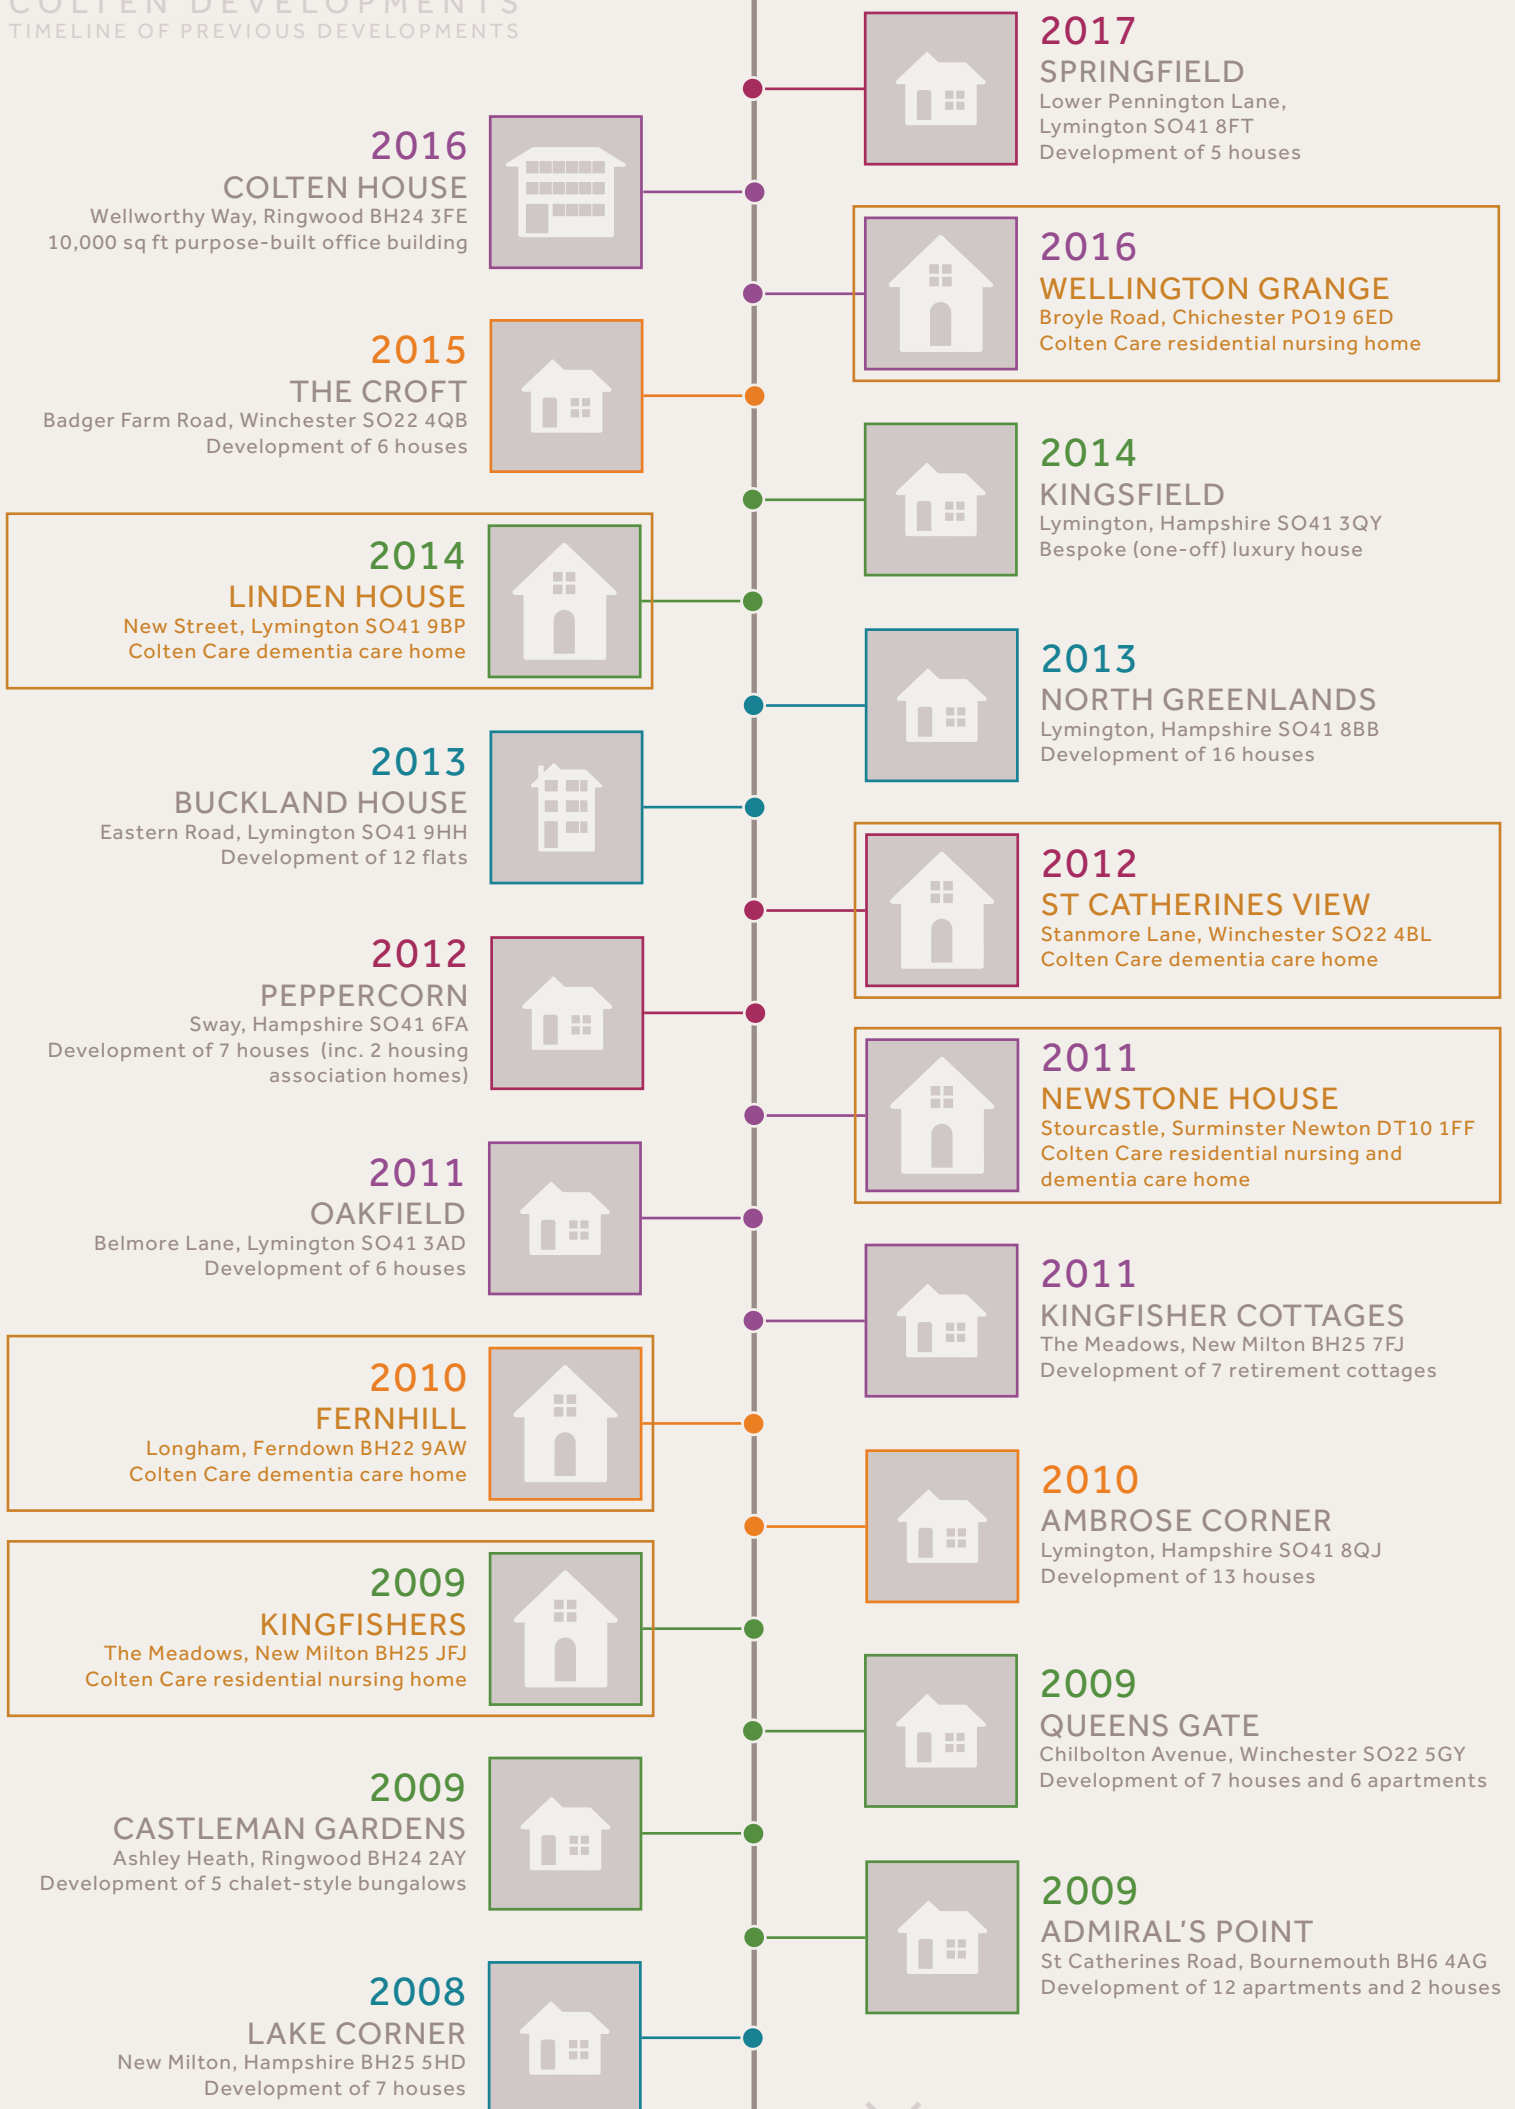 COLTEN DEVELOPMENTS
TIMELINE OF PREVIOUS DEVELOPMENTS
2017
SPRINGFIELD
Lower Pennington Lane,
Lymington SO41 8FT
Development of 5 houses
2016
COLTEN HOUSE
Wellworthy Way, Ringwood BH24 3FE
10,000 sq ft purpose-built office building
2016
WELLINGTON GRANGE
Broyle Road, Chichester PO19 6ED
Colten Care residential nursing home
2015
THE CROFT
Badger Farm Road, Winchester SO22 4QB
Development of 6 houses
2014
KINGSFIELD
Lymington, Hampshire SO41 3QY
Bespoke (one-off) luxury house
2014
LINDEN HOUSE
New Street, Lymington SO41 9BP
Colten Care dementia care home
2013
NORTH GREENLANDS
Lymington, Hampshire SO41 8BB
Development of 16 houses
2013
BUCKLAND HOUSE
Eastern Road, Lymington SO41 9HH
Development of 12 flats
2012
ST CATHERINES VIEW
Stanmore Lane, Winchester SO22 4BL
Colten Care dementia care home
2012
PEPPERCORN
Sway, Hampshire SO41 6FA
Development of 7 houses (inc. 2 housing
association homes)
2011
NEWSTONE HOUSE
Stourcastle, Surminster Newton DT10 1FF
Colten Care residential nursing and
dementia care home
2011
OAKFIELD
Belmore Lane, Lymington SO41 3AD
Development of 6 houses
2011
KINGFISHER COTTAGES
The Meadows, New Milton BH25 7FJ
Development of 7 retirement cottages
2010
FERNHILL
Longham, Ferndown BH22 9AW
Colten Care dementia care home
2010
AMBROSE CORNER
Lymington, Hampshire SO41 8QJ
Development of 13 houses
2009
KINGFISHERS
The Meadows, New Milton BH25 JFJ
Colten Care residential nursing home
2009
QUEENS GATE
Chilbolton Avenue, Winchester SO22 5GY
Development of 7 houses and 6 apartments
2009
CASTLEMAN GARDENS
Ashley Heath, Ringwood BH24 2AY
Development of 5 chalet-style bungalows
2009
ADMIRAL'S POINT
St Catherines Road, Bournemouth BH6 4AG
Development of 12 apartments and 2 houses
2008
LAKE CORNER
New Milton, Hampshire BH25 5HD
Development of 7 houses